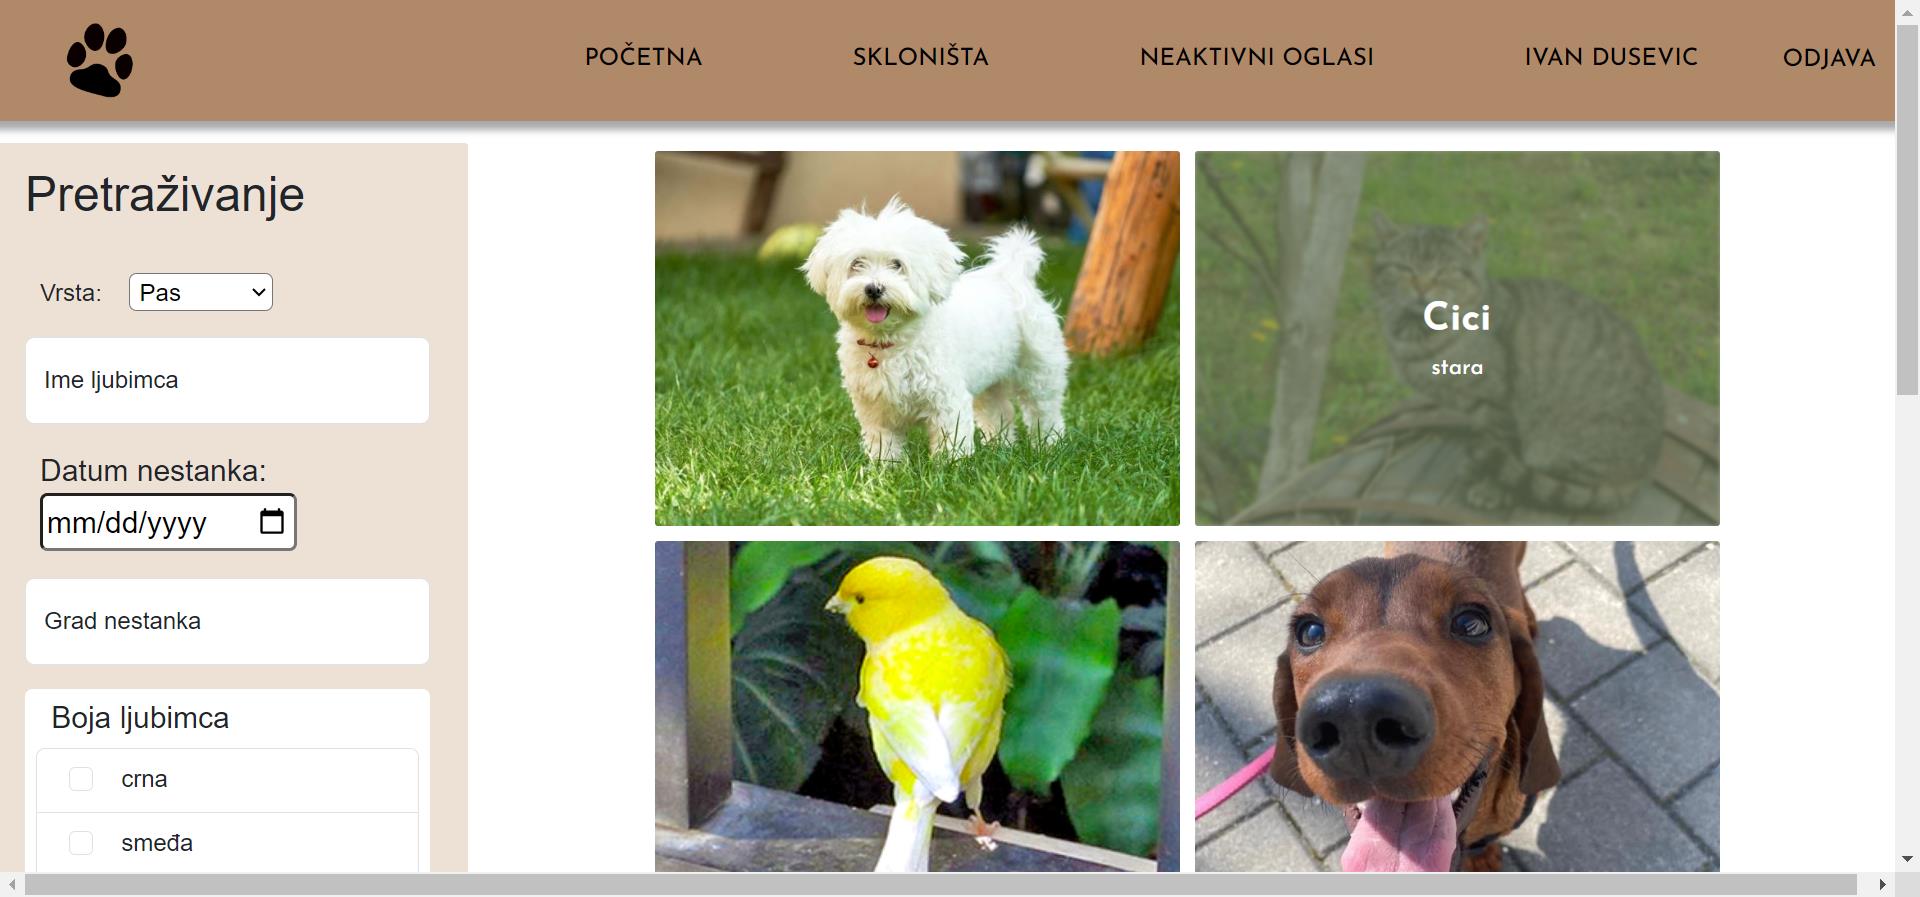 POČETNA
SKLONIŠTA
NEAKTIVNI OGLASI
IVAN DUSEVIC
ODJAVA
Pretraživanje
Vrsta: Pas
Ime ljubimca
Datum nestanka:
mm/dd/yyyy
Grad nestanka
Boja ljubimca
crna
smeđa
Cici
stara